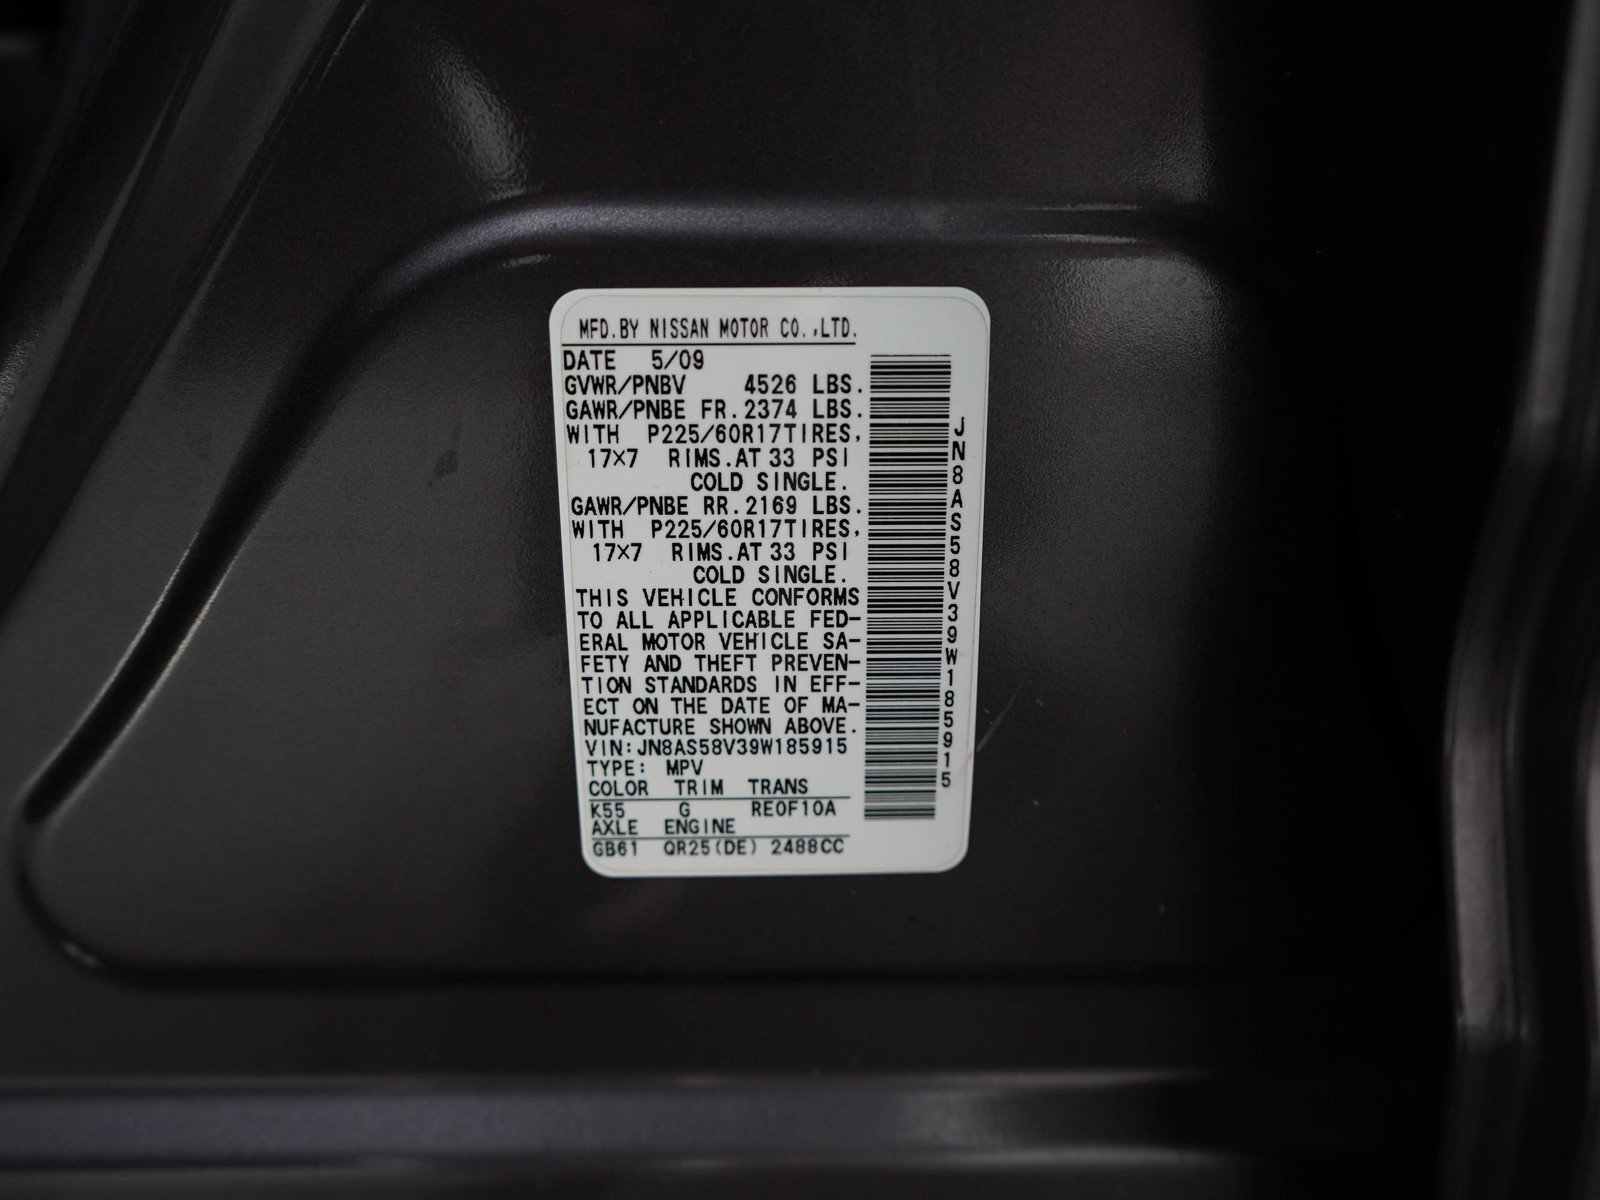 MFD.BY NISSAN MOTOR CO.,LTD.
DATE 5/09
GVWR/PNBV 4526 LBS.
GAWR/PNBE FR.2374 LBS.
WITH P225/60R17TIRES,
17×7 RIMS.AT 33 PSI
COLD SINGLE.
GAWR/PNBE RR.2169 LBS.
WITH P225/60R17TIRES,
17×7 RIMS.AT 33 PSI
COLD SINGLE.
THIS VEHICLE CONFORMS
TO ALL APPLICABLE FED-
ERAL MOTOR VEHICLE SA-
FETY AND THEFT PREVEN-
TION STANDARDS IN EFF-
ECT ON THE DATE OF MA-
NUFACTURE SHOWN ABOVE.
VIN:JN8AS58V39W185915
TYPE: MPV
COLOR TRIM TRANS
K55 G RE0F10A
AXLE ENGINE
GB61 QR25(DE) 2488CC
JN8AS58V39W185915